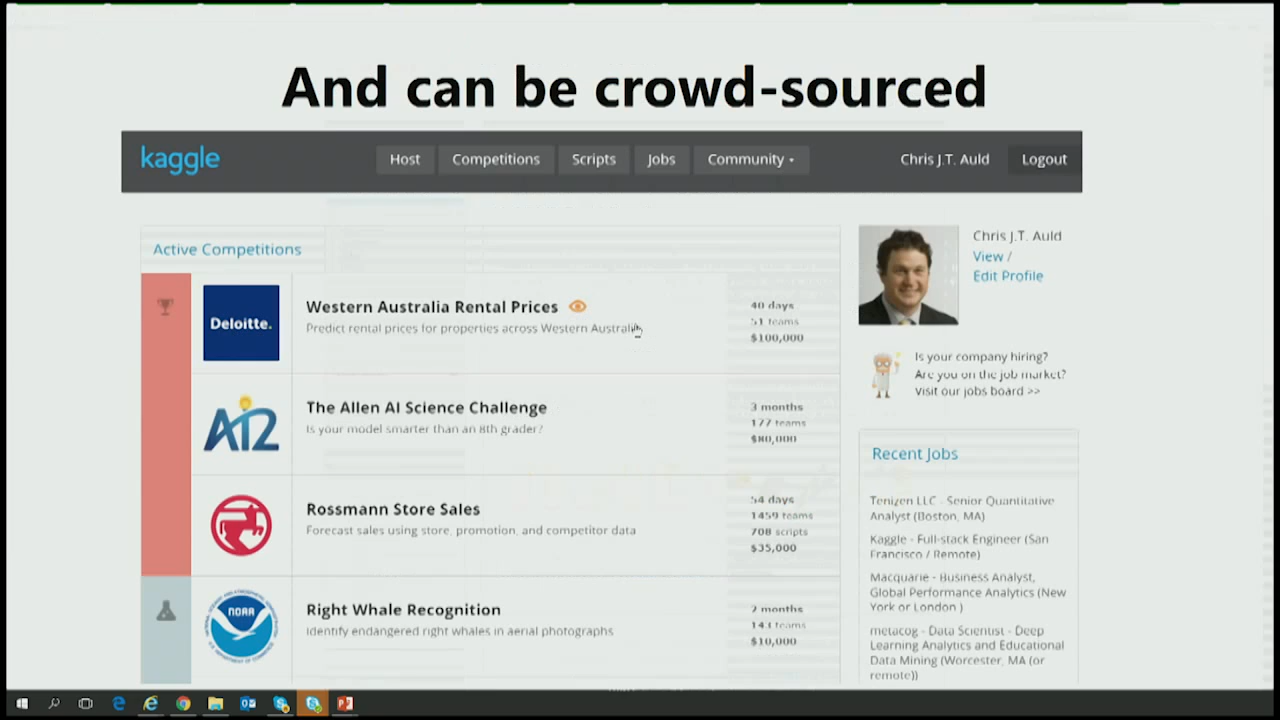 And can be crowd-sourced
kaggle
Host
Competitions
Scripts
Jobs
Community
Chris J.T. Auld
Logout
Active Competitions
Deloitte.
Western Australia Rental Prices
Predict rental prices for properties across Western Australia
40 days
51 teams
$100,000
AI2
The Allen AI Science Challenge
Is your model smarter than an 8th grader?
3 months
177 teams
$80,000
Rossmann Store Sales
Forecast sales using store, promotion, and competitor data
54 days
1459 teams
708 scripts
$35,000
NOAA
Right Whale Recognition
Identify endangered right whales in aerial photographs
2 months
143 teams
$10,000
Chris J.T. Auld
View /
Edit Profile
Is your company hiring?
Are you on the job market?
Visit our jobs board >>
Recent Jobs
Tenizen LLC - Senior Quantitative
Analyst (Boston, MA)
Kaggle - Full-stack Engineer (San
Francisco / Remote)
Macquarie - Business Analyst,
Global Performance Analytics (New
York or London )
metacog - Data Scientist - Deep
Learning Analytics and Educational
Data Mining (Worcester, MA (or
remote))